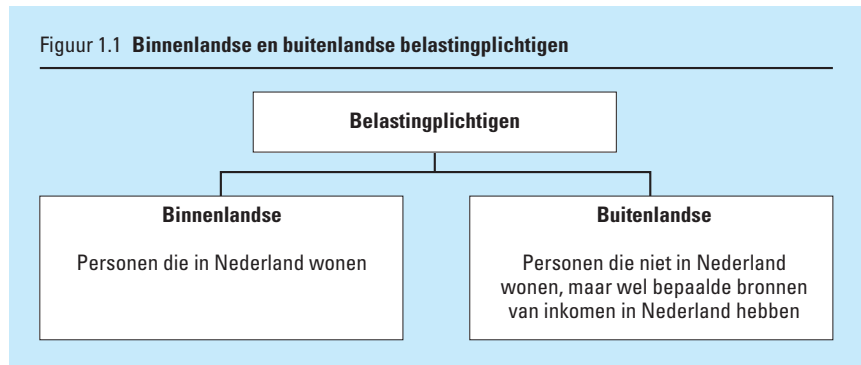 Figuur 1.1 Binnenlandse en buitenlandse belastingplichtigen
Belastingplichtigen
Binnenlandse
Personen die in Nederland wonen
Buitenlandse
Personen die niet in Nederland
wonen, maar wel bepaalde bronnen
van inkomen in Nederland hebben